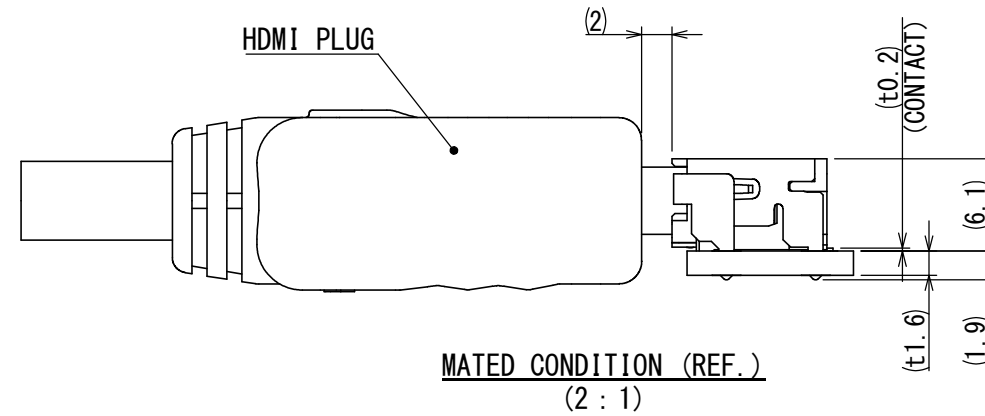 HDMI PLUG
(2)
(t0.2)
(CONTACT)
(6.1)
(t1.6)
(1.9)
MATED CONDITION (REF.)
(2 : 1)